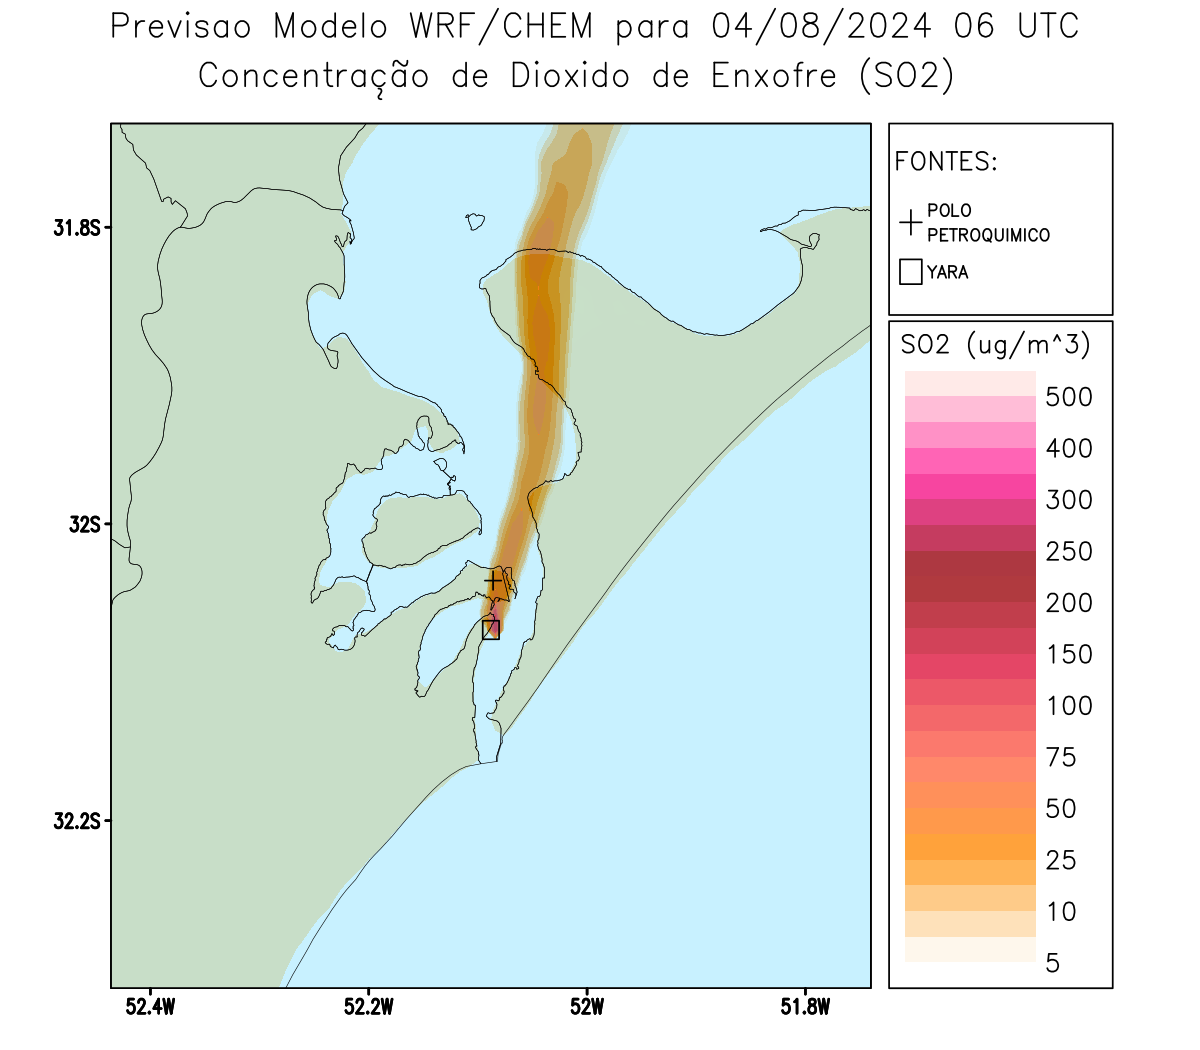 Previsao Modelo WRF/CHEM para 04/08/2024 06 UTC
Concentração de Dioxido de Enxofre (SO2)
FONTES:
POLO
PETROQUIMICO
YARA
31.8S
32S
32.2S
52.4W
52.2W
52W
51.8W
SO2 (ug/m^3)
500
400
300
250
200
150
100
75
50
25
10
5